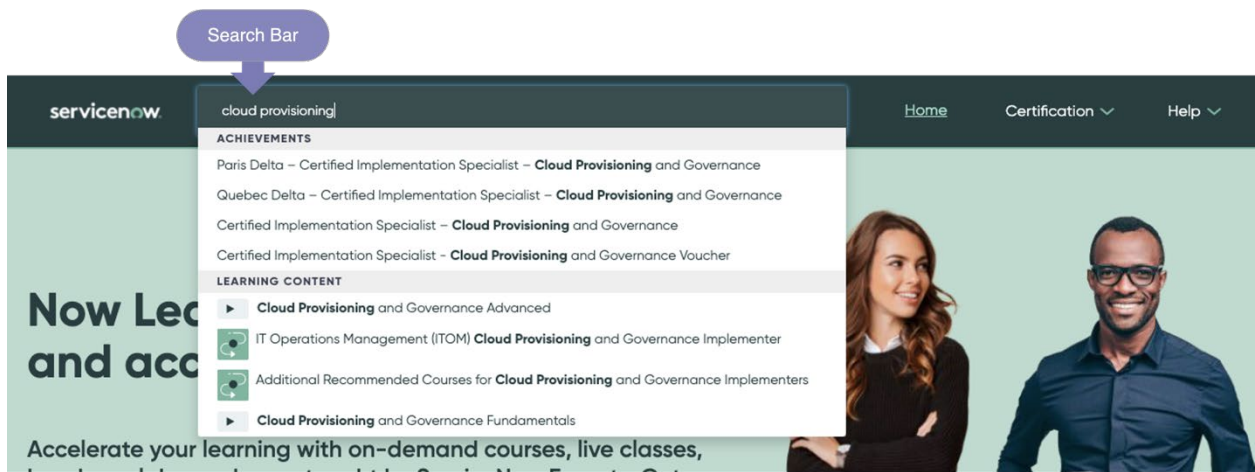 Search Bar
servicenow
cloud provisioning
Home
Certification
Help
ACHIEVEMENTS
Paris Delta – Certified Implementation Specialist – Cloud Provisioning and Governance
Quebec Delta – Certified Implementation Specialist – Cloud Provisioning and Governance
Certified Implementation Specialist – Cloud Provisioning and Governance
Certified Implementation Specialist - Cloud Provisioning and Governance Voucher
LEARNING CONTENT
Cloud Provisioning and Governance Advanced
IT Operations Management (ITOM) Cloud Provisioning and Governance Implementer
Additional Recommended Courses for Cloud Provisioning and Governance Implementers
Cloud Provisioning and Governance Fundamentals
Now Lea
and acc
Accelerate your learning with on-demand courses, live classes,